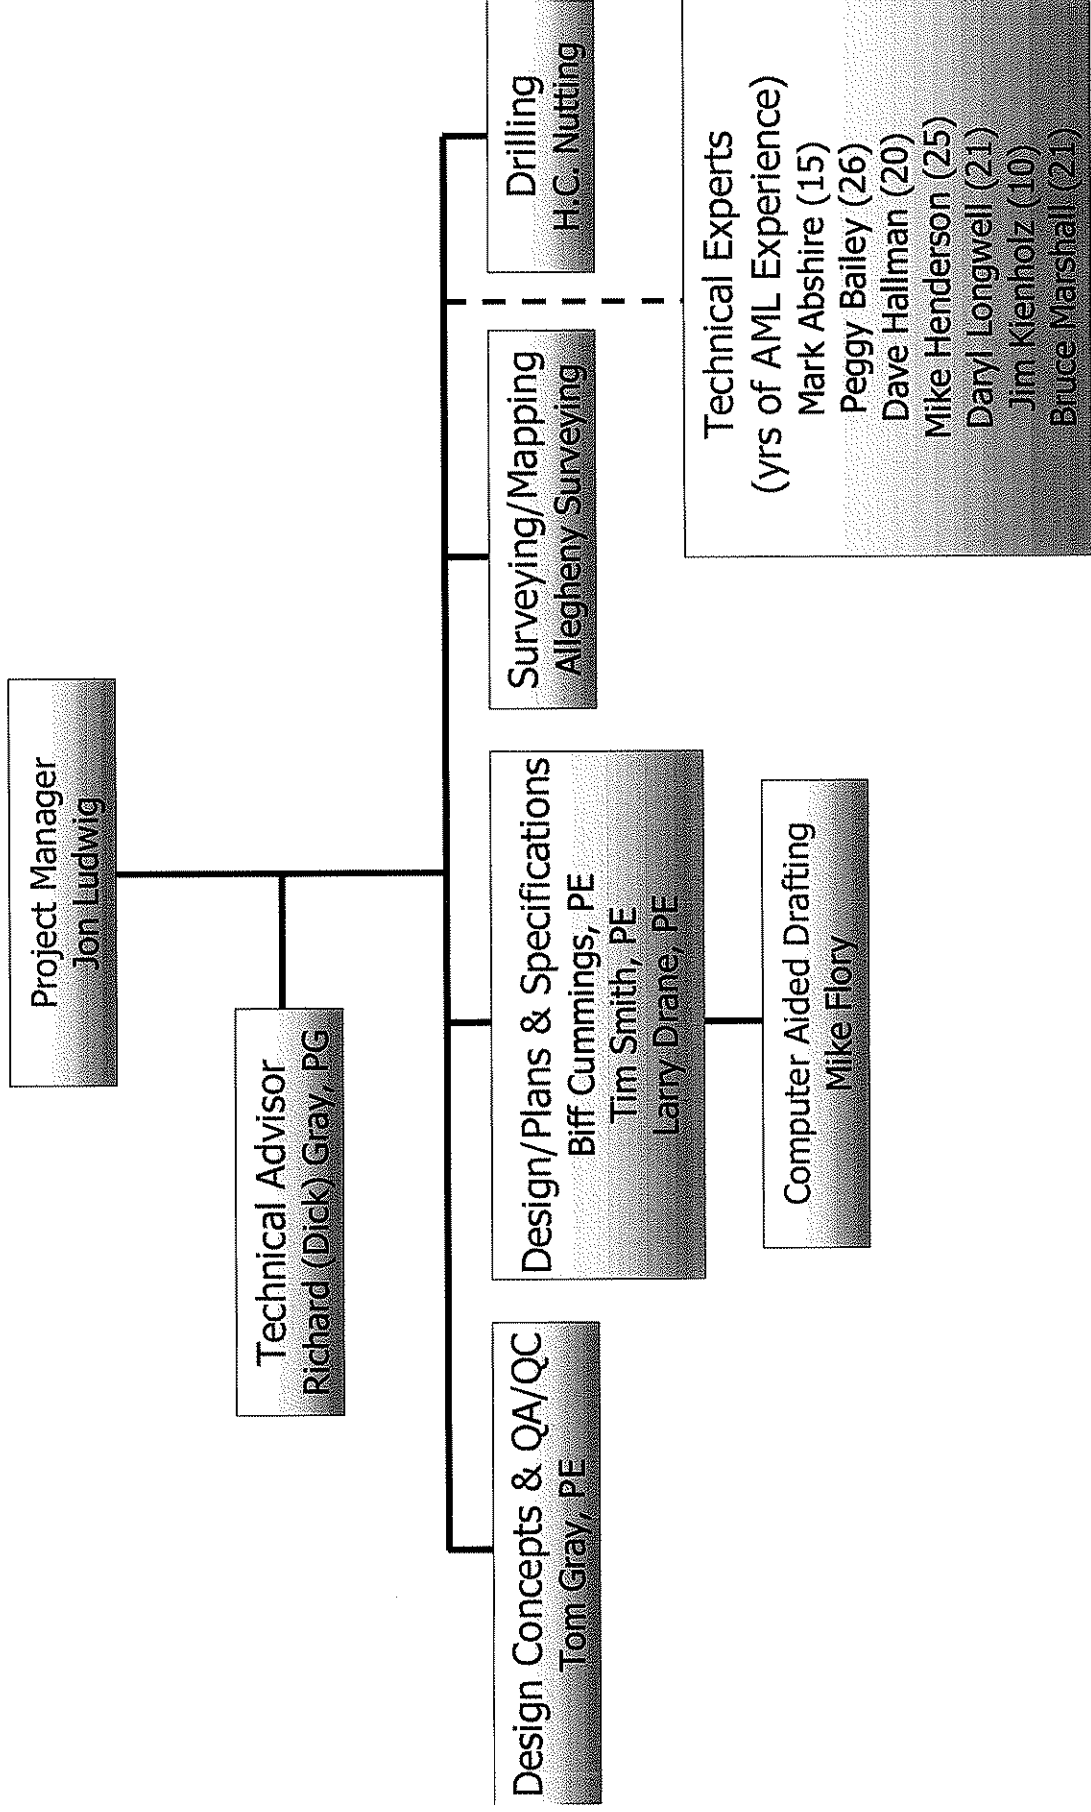 Project Manager
Jon Ludwig
Technical Advisor
Richard (Dick) Gray, PG
Design Concepts & QA/QC
Tom Gray, PE
Design/Plans & Specifications
Biff Cummings, PE
Tim Smith, PE
Larry Drane, PE
Computer Aided Drafting
Mike Flory
Surveying/Mapping
Allegheny Surveying
Drilling
H.C. Nutting
Technical Experts
(yrs of AML Experience)
Mark Abshire (15)
Peggy Bailey (26)
Dave Hallman (20)
Mike Henderson (25)
Daryl Longwell (21)
Jim Kienholz (10)
Bruce Marshall (21)